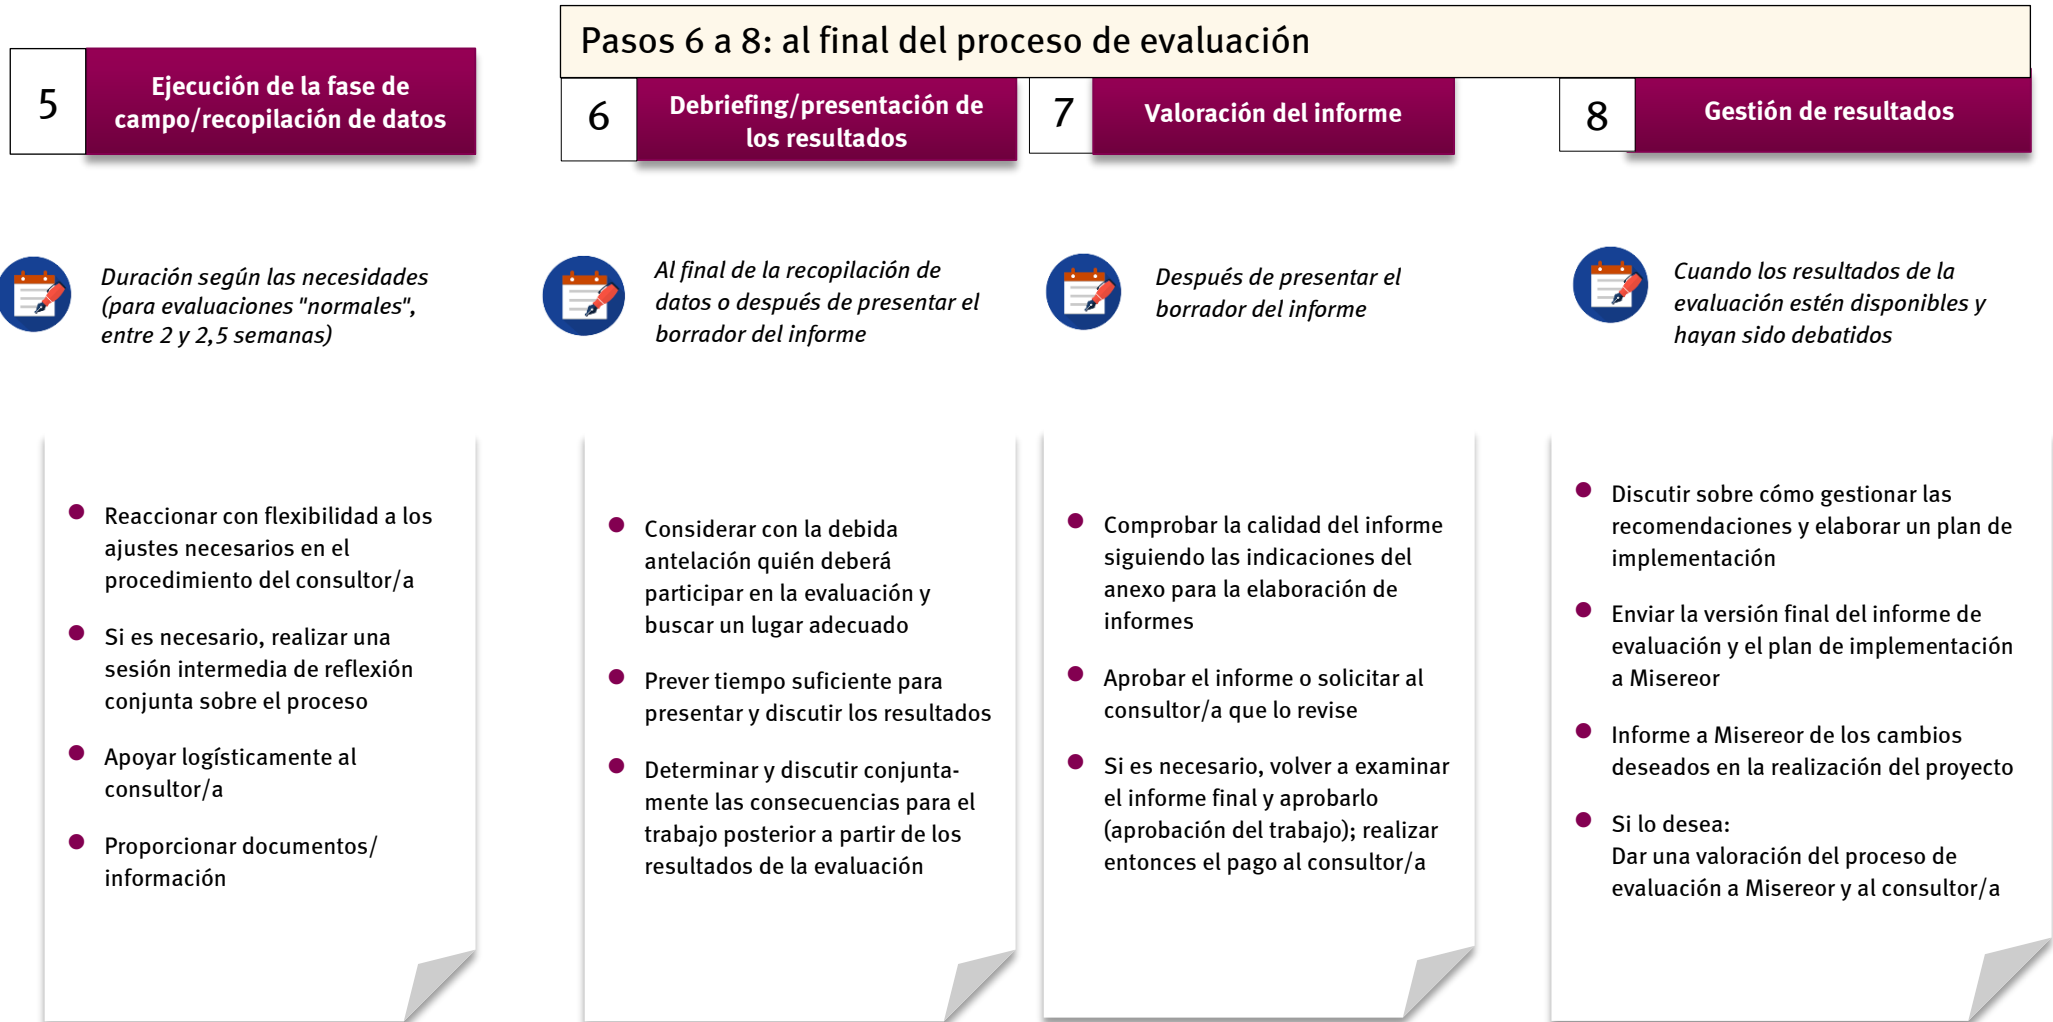 Pasos 6 a 8: al final del proceso de evaluación
5
Ejecución de la fase de
campo/recopilación de datos
Duración según las necesidades
(para evaluaciones "normales",
entre 2 y 2,5 semanas)
Reaccionar con flexibilidad a los
ajustes necesarios en el
procedimiento del consultor/a
Si es necesario, realizar una
sesión intermedia de reflexión
conjunta sobre el proceso
Apoyar logísticamente al
consultor/a
Proporcionar documentos/
información
6
Debriefing/presentación de
los resultados
Al final de la recopilación de
datos o después de presentar el
borrador del informe
Considerar con la debida
antelación quién deberá
participar en la evaluación y
buscar un lugar adecuado
Prever tiempo suficiente para
presentar y discutir los resultados
Determinar y discutir conjunta-
mente las consecuencias para el
trabajo posterior a partir de los
resultados de la evaluación
7
Valoración del informe
Después de presentar el
borrador del informe
Comprobar la calidad del informe
siguiendo las indicaciones del
anexo para la elaboración de
informes
Aprobar el informe o solicitar al
consultor/a que lo revise
Si es necesario, volver a examinar
el informe final y aprobarlo
(aprobación del trabajo); realizar
entonces el pago al consultor/a
8
Gestión de resultados
Cuando los resultados de la
evaluación estén disponibles y
hayan sido debatidos
Discutir sobre cómo gestionar las
recomendaciones y elaborar un plan de
implementación
Enviar la versión final del informe de
evaluación y el plan de implementación
a Misereor
Informe a Misereor de los cambios
deseados en la realización del proyecto
Si lo desea:
Dar una valoración del proceso de
evaluación a Misereor y al consultor/a